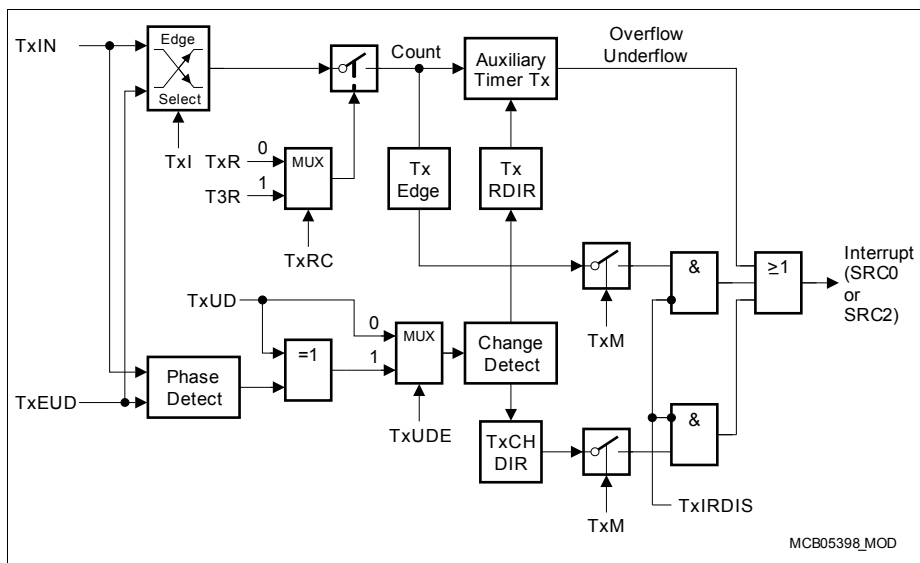 TxIN
Edge
Select
TxI
Count
Auxiliary
Timer Tx
Overflow
Underflow
TxR
0
T3R
1
MUX
TxRC
Tx
Edge
Tx
RDIR
TxM
&
≥1
Interrupt
(SRC0
or
SRC2)
TxUD
0
=1
1
MUX
TxUDE
Change
Detect
TxEUD
Phase
Detect
TxCH
DIR
TxM
&
TxIRDIS
MCB05398_MOD